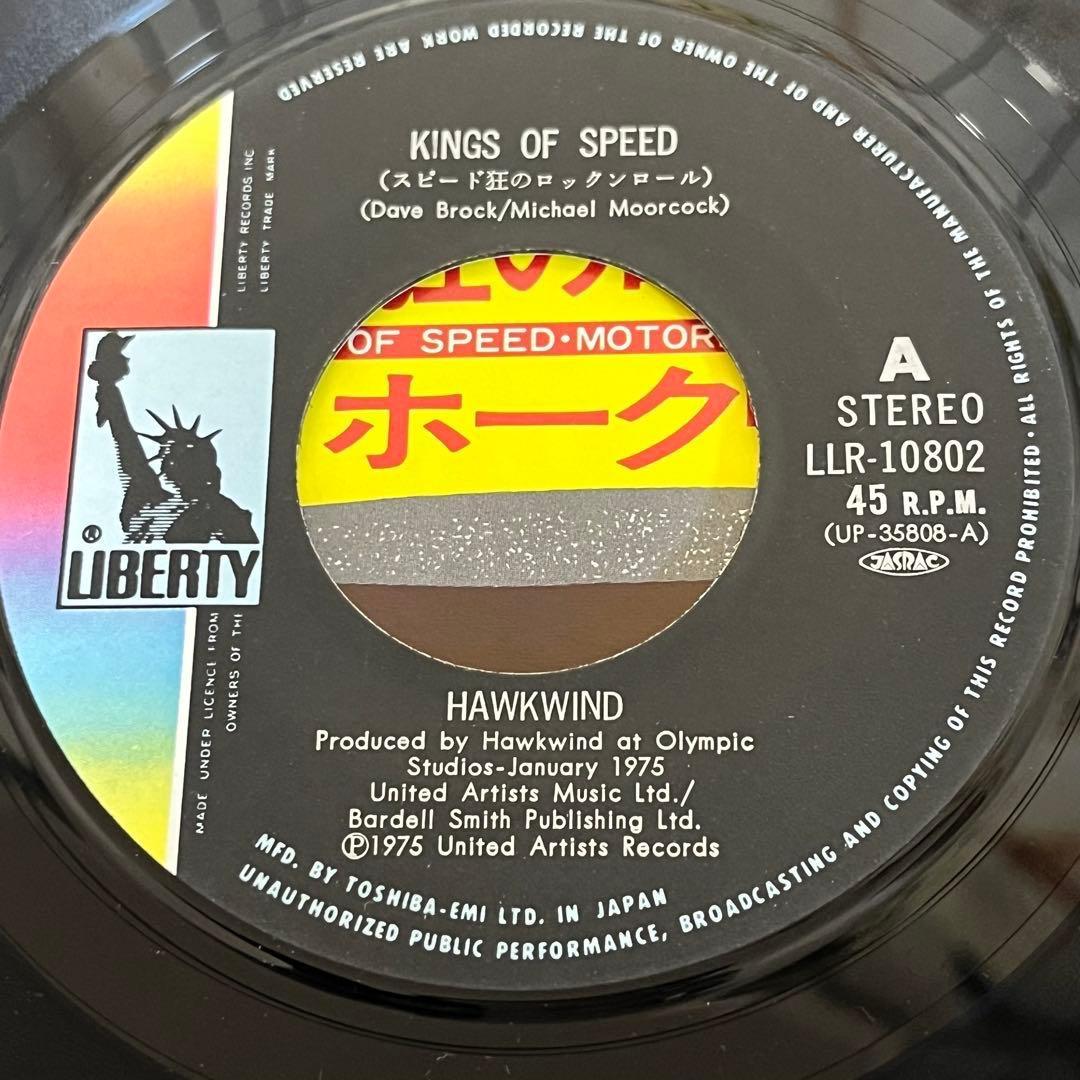 KINGS OF SPEED
(スピード狂のロックンロール)
(Dave Brock/Michael Moorcock)
LIBERTY RECORDS INC
LIBERTY TRADE MARK
® LIBERTY
MADE UNDER LICENCE FROM
OWNERS OF THE
OF SPEED・MOTOR
ホーク
A
STEREO
LLR-10802
45 R.P.M.
(UP-35808-A)
JASRAC
HAWKWIND
Produced by Hawkwind at Olympic
Studios-January 1975
United Artists Music Ltd./
Bardell Smith Publishing Ltd.
℗1975 United Artists Records
MFD. BY TOSHIBA-EMI LTD. IN JAPAN
UNAUTHORIZED PUBLIC PERFORMANCE, BROADCASTING AND COPYING OF THIS RECORD PROHIBITED・ALL RIGHTS OF THE MANUFACTURER AND OF THE OWNER OF THE RECORDED WORK ARE RESERVED